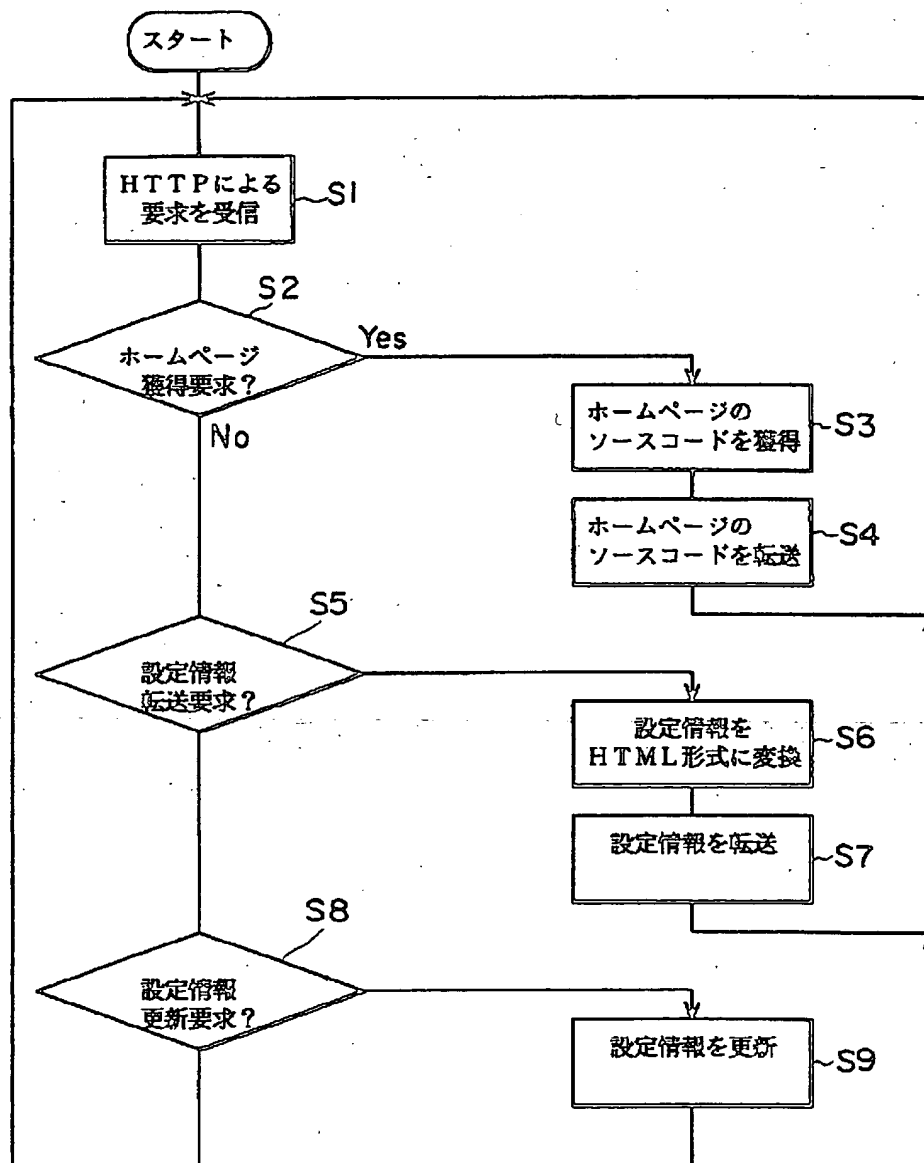 スタート
HTTPによる
要求を受信
S1
S2
ホームページ
獲得要求？
Yes
No
ホームページの
ソースコードを獲得
S3
ホームページの
ソースコードを転送
S4
S5
設定情報
転送要求？
設定情報を
HTML形式に変換
S6
設定情報を転送
S7
S8
設定情報
更新要求？
設定情報を更新
S9